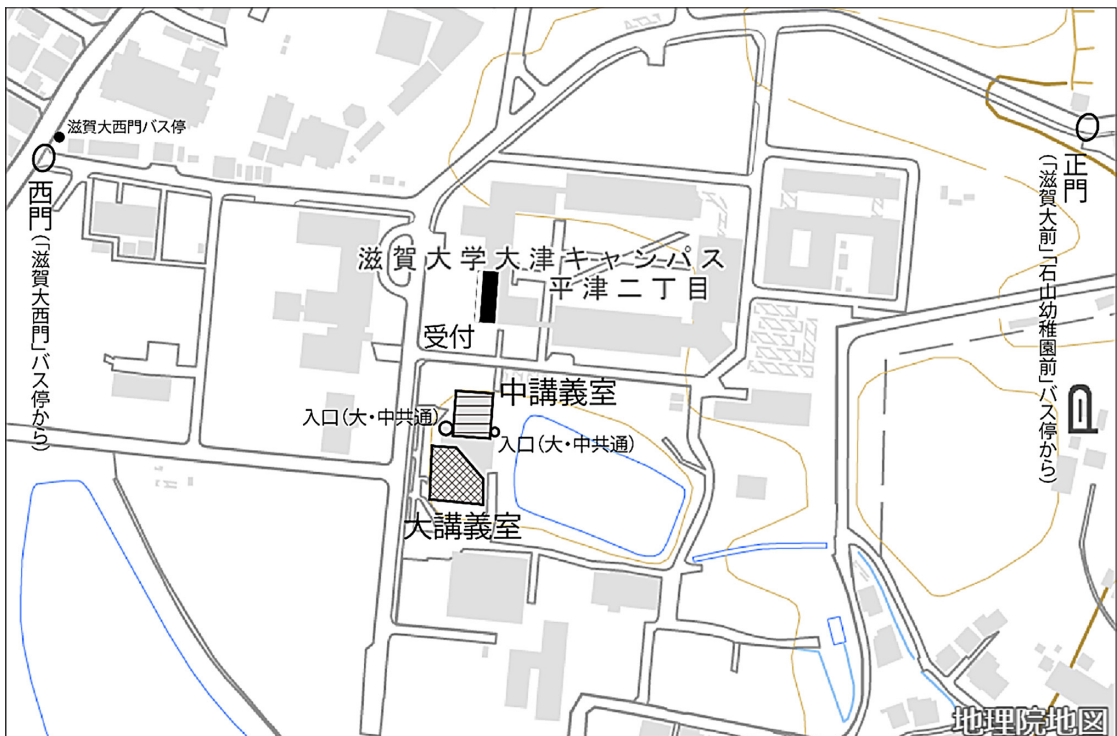 滋賀大西門バス停
西門(「滋賀大西門」バス停から)
正門
(「滋賀大前」「石山幼稚園前」バス停から)
滋賀大学大津キャンパス
平津二丁目
受付
中講義室
入口(大・中共通)
入口(大・中共通)
大講義室
地理院地図